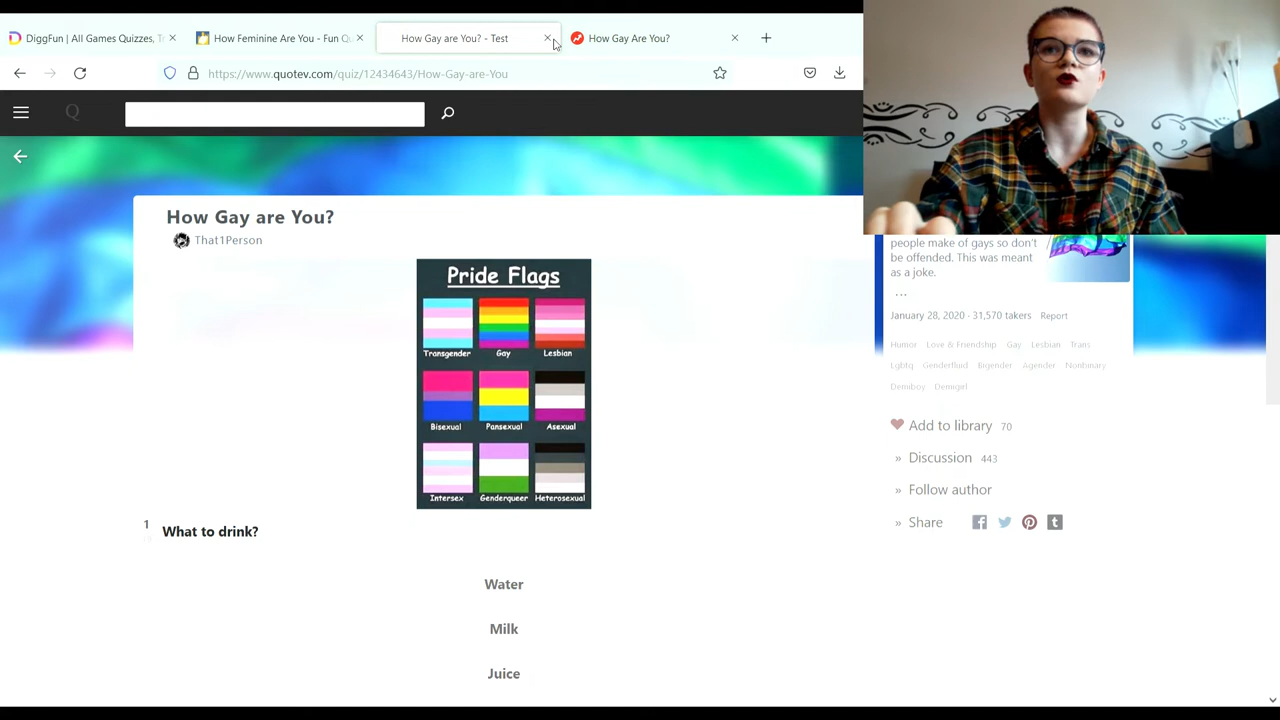 DiggFun | All Games Quizzes, T
How Feminine Are You? - Fun Q
How Gay are You? - Test
How Gay Are You?
https://www.quotev.com/quiz/12434643/How-Gay-are-You
Q
How Gay are You?
That1Person
Pride Flags
Transgender Gay Lesbian
Bisexual Pansexual Asexual
Intersex Genderqueer Heterosexual
1
What to drink?
Water
Milk
Juice
people make of gays so don't
be offended. This was meant
as a joke.
...
January 28, 2020 · 31,570 takers Report
Humor Love & Friendship Gay Lesbian Trans
Lgbtq Genderfluid Bigender Agender Nonbinary
Demiboy Demigirl
Add to library 70
» Discussion 443
» Follow author
» Share